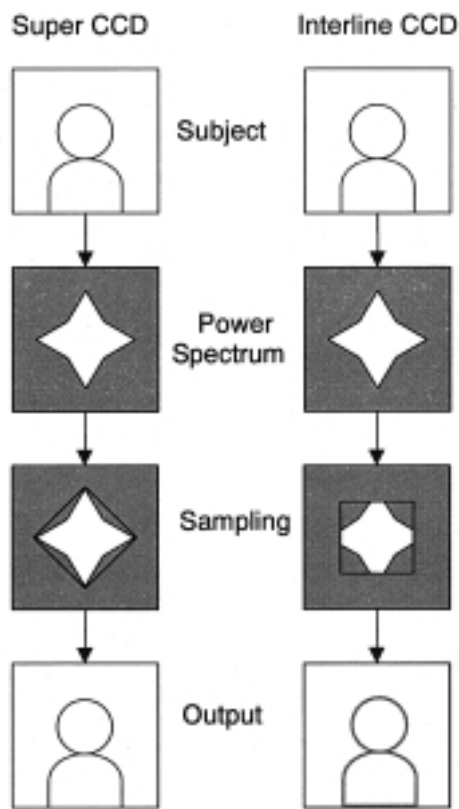 Super CCD
Interline CCD
Subject
Power
Spectrum
Sampling
Output